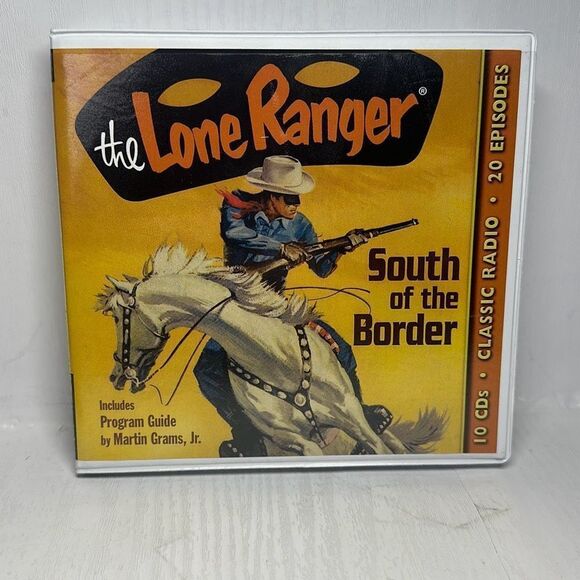 the Lone Ranger®
South
of the
Border
Includes
Program Guide
by Martin Grams, Jr.
10 CDs • CLASSIC RADIO • 20 EPISODES